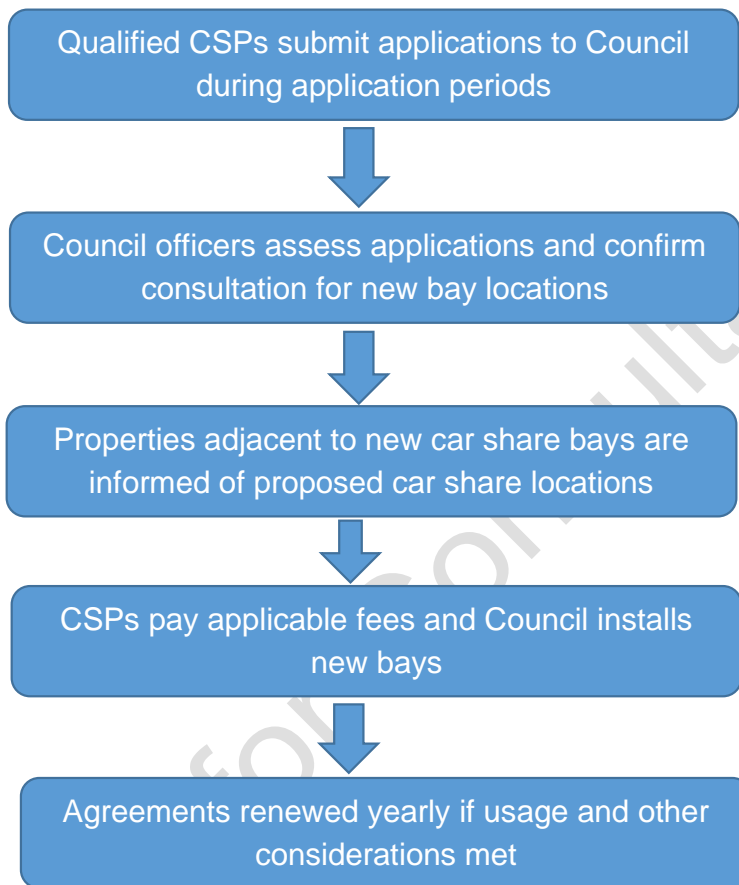 Qualified CSPs submit applications to Council
during application periods
Council officers assess applications and confirm
consultation for new bay locations
Properties adjacent to new car share bays are
informed of proposed car share locations
CSPs pay applicable fees and Council installs
new bays
Agreements renewed yearly if usage and other
considerations met
for Consult